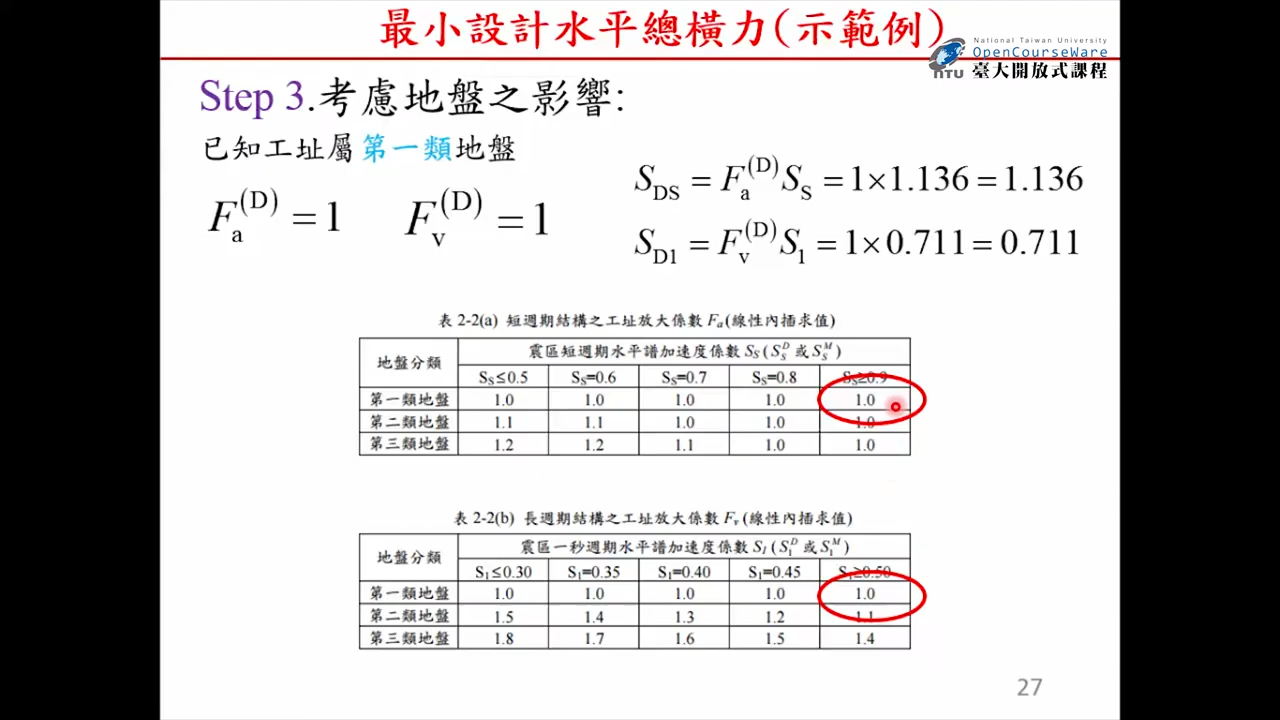 最小設計水平總橫力(示範例)
National Taiwan University
OpenCourseWare
NTU 臺大開放式課程
Step 3.考慮地盤之影響:
已知工址屬第一類地盤
F_a^(D) = 1 F_v^(D) = 1
S_DS = F_a^(D) S_S = 1×1.136 = 1.136
S_D1 = F_v^(D) S_1 = 1×0.711 = 0.711
表 2-2(a) 短週期結構之工址放大係數 F_a (線性內插求值)
地盤分類 震區短週期水平譜加速度係數 S_S ( S_S^D 或 S_S^M )
S_S≤0.5 S_S=0.6 S_S=0.7 S_S=0.8 S_S≥0.9
第一類地盤 1.0 1.0 1.0 1.0 1.0
第二類地盤 1.1 1.1 1.0 1.0 1.0
第三類地盤 1.2 1.2 1.1 1.0 1.0
表 2-2(b) 長週期結構之工址放大係數 F_v (線性內插求值)
地盤分類 震區一秒週期水平譜加速度係數 S_1 ( S_1^D 或 S_1^M )
S_1≤0.30 S_1=0.35 S_1=0.40 S_1=0.45 S_1≥0.50
第一類地盤 1.0 1.0 1.0 1.0 1.0
第二類地盤 1.5 1.4 1.3 1.2 1.1
第三類地盤 1.8 1.7 1.6 1.5 1.4
27